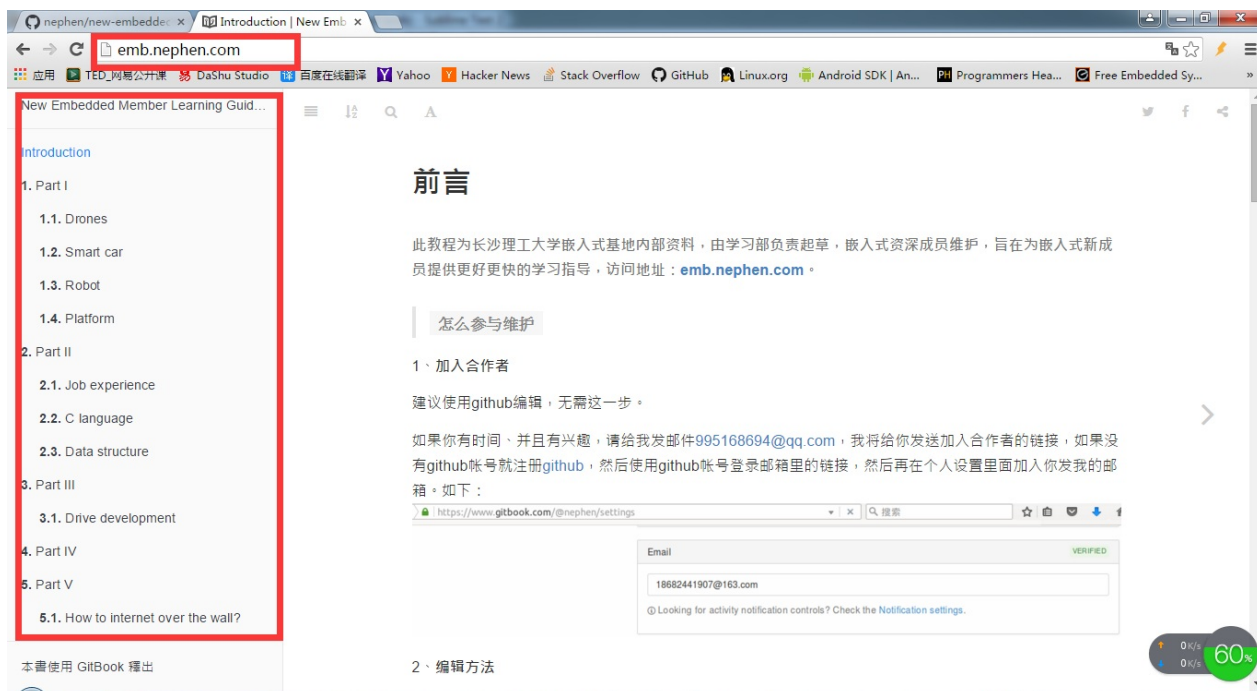 nephen/new-embedded
Introduction | New Emb
emb.nephen.com
应用 TED_网易公开课 DaShu Studio 百度在线翻译 Yahoo Hacker News Stack Overflow GitHub Linux.org Android SDK | An... Programmers Hea... Free Embedded Sy... »
New Embedded Member Learning Guid...
Introduction
1. Part I
1.1. Drones
1.2. Smart car
1.3. Robot
1.4. Platform
2. Part II
2.1. Job experience
2.2. C language
2.3. Data structure
3. Part III
3.1. Drive development
4. Part IV
5. Part V
5.1. How to internet over the wall?
本書使用 GitBook 釋出
A
前言
此教程为长沙理工大学嵌入式基地内部资料，由学习部负责起草，嵌入式资深成员维护，旨在为嵌入式新成
员提供更好更快的学习指导，访问地址：emb.nephen.com。
怎么参与维护
1、加入合作者
建议使用github编辑，无需这一步。
如果你有时间、并且有兴趣，请给我发邮件995168694@qq.com，我将给你发送加入合作者的链接，如果没
有github帐号就注册github，然后使用github帐号登录邮箱里的链接，然后再在个人设置里面加入你发我的邮
箱。如下：
https://www.gitbook.com/@nephen/settings
搜索
Email VERIFIED
18682441907@163.com
Looking for activity notification controls? Check the Notification settings.
2、编辑方法
0K/s
0K/s
60%